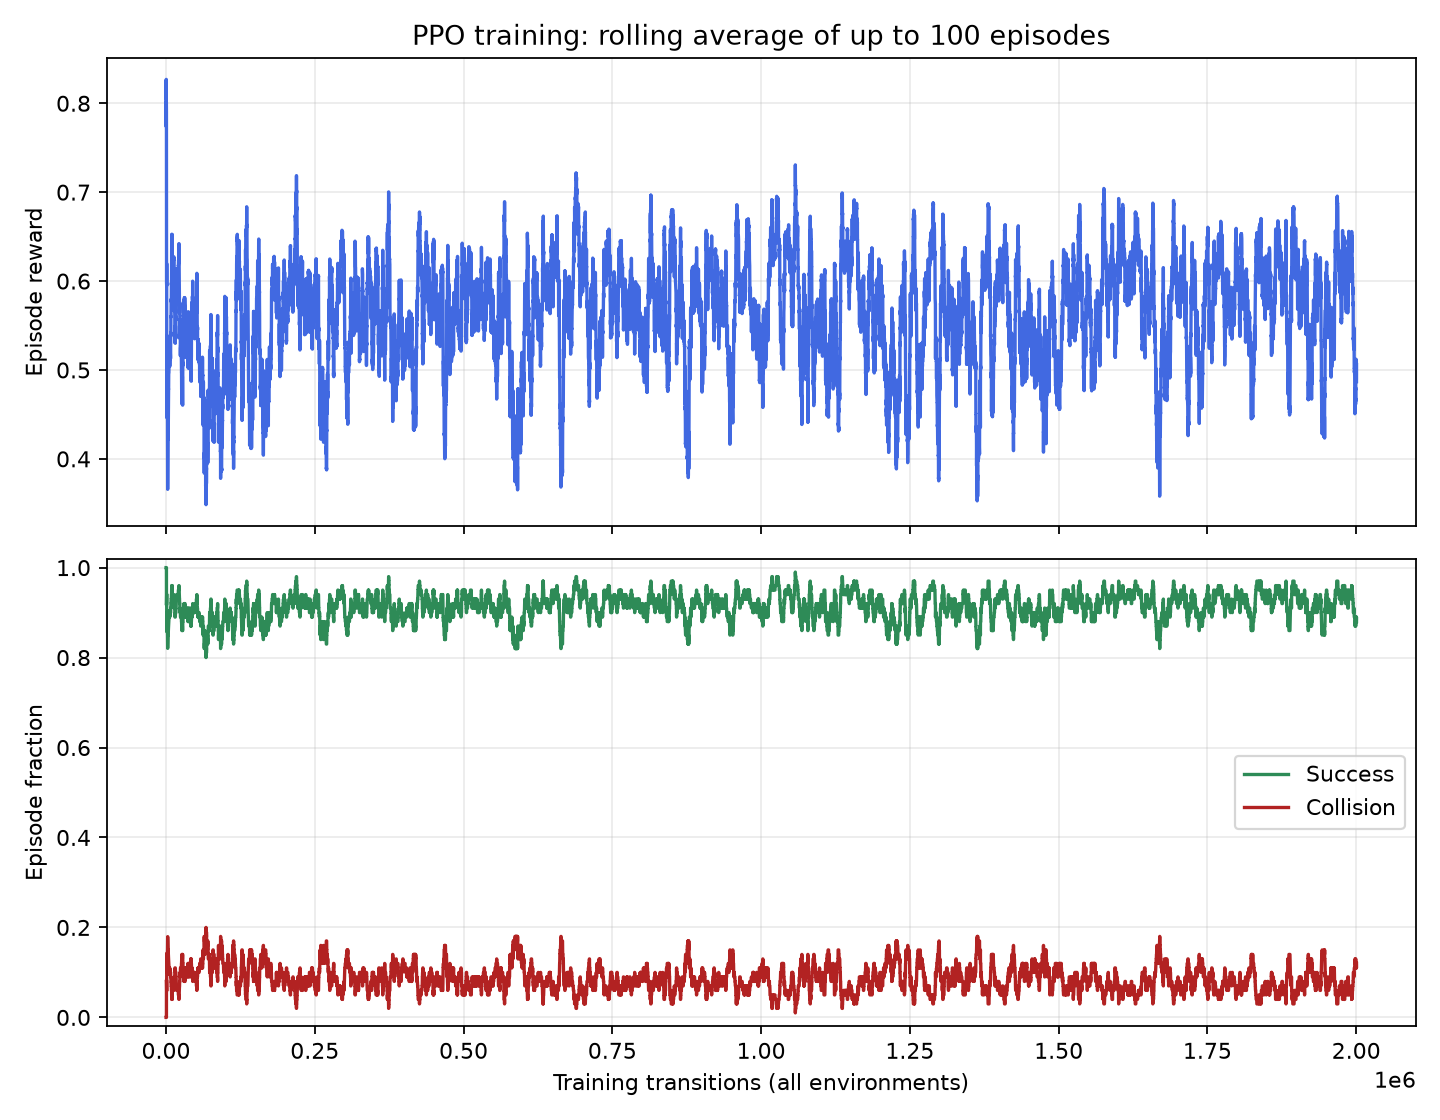 PPO training: rolling average of up to 100 episodes
Episode reward
0.8
0.7
0.6
0.5
0.4
Episode fraction
1.0
0.8
0.6
0.4
0.2
0.0
Success
Collision
0.00 0.25 0.50 0.75 1.00 1.25 1.50 1.75 2.00
1e6
Training transitions (all environments)